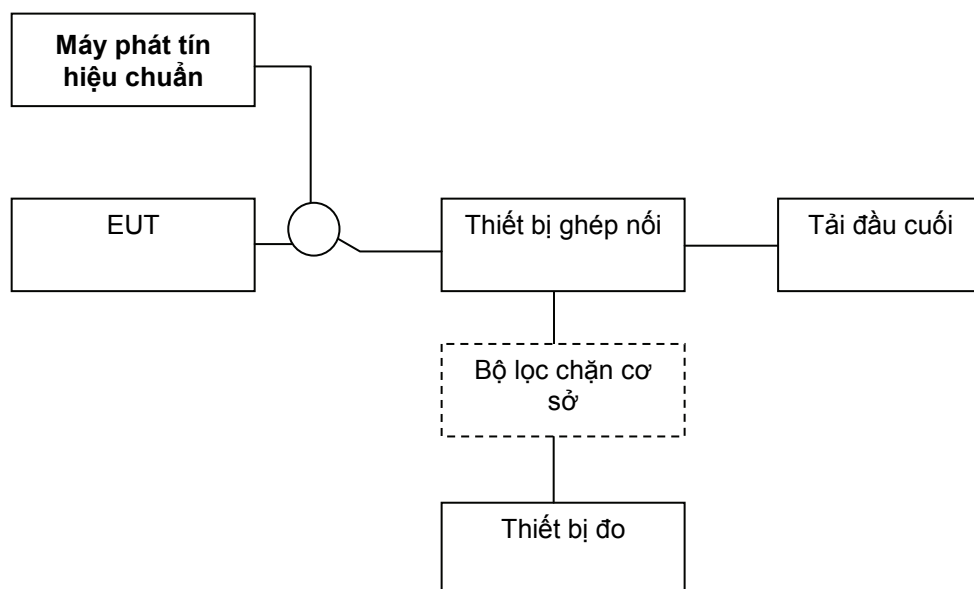 Máy phát tín
hiệu chuẩn
EUT
Thiết bị ghép nối
Tải đầu cuối
Bộ lọc chặn cơ
sở
Thiết bị đo